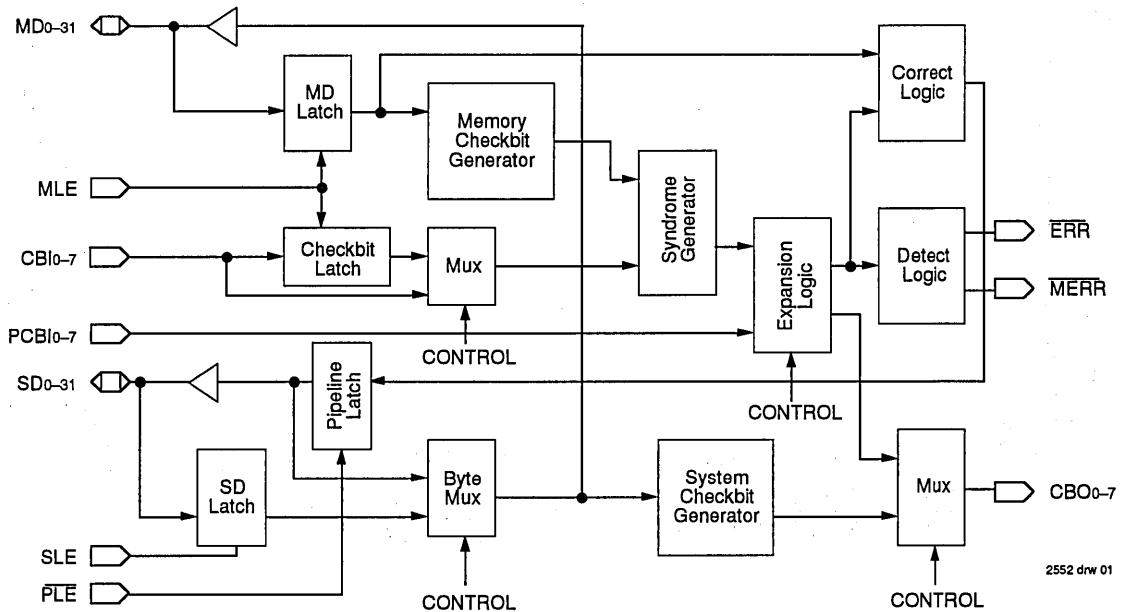 MD0–31
MD
Latch
Memory
Checkbit
Generator
Correct
Logic
MLE
Syndrome
Generator
CBI0–7
Checkbit
Latch
Mux
Expansion
Logic
Detect
Logic
ERR
MERR
PCBI0–7
CONTROL
SD0–31
Pipeline
Latch
CONTROL
SD
Latch
Byte
Mux
System
Checkbit
Generator
Mux
CBO0–7
SLE
PLE
CONTROL
CONTROL
2552 drw 01